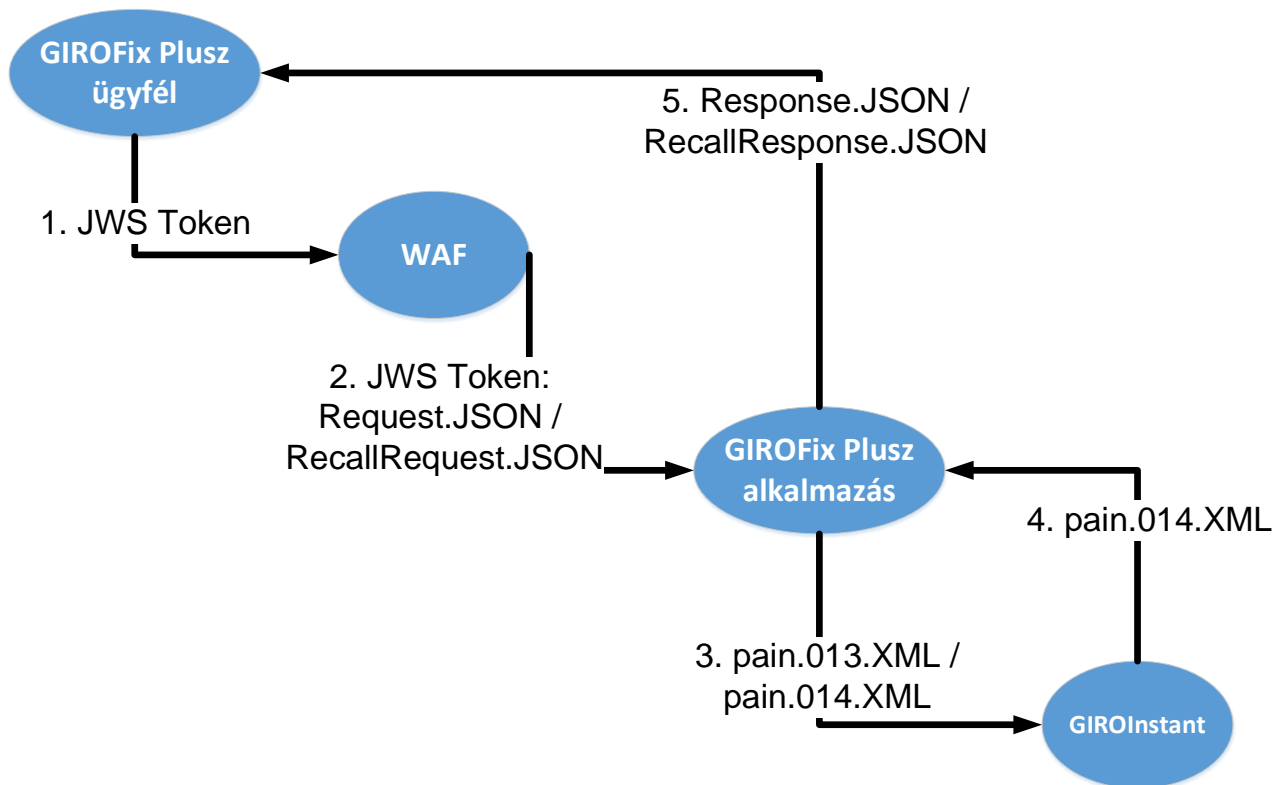 GIROFix Plusz
ügyfél
5. Response.JSON /
RecallResponse.JSON
1. JWS Token
WAF
2. JWS Token:
Request.JSON /
RecallRequest.JSON
GIROFix Plusz
alkalmazás
4. pain.014.XML
3. pain.013.XML /
pain.014.XML
GIROInstant